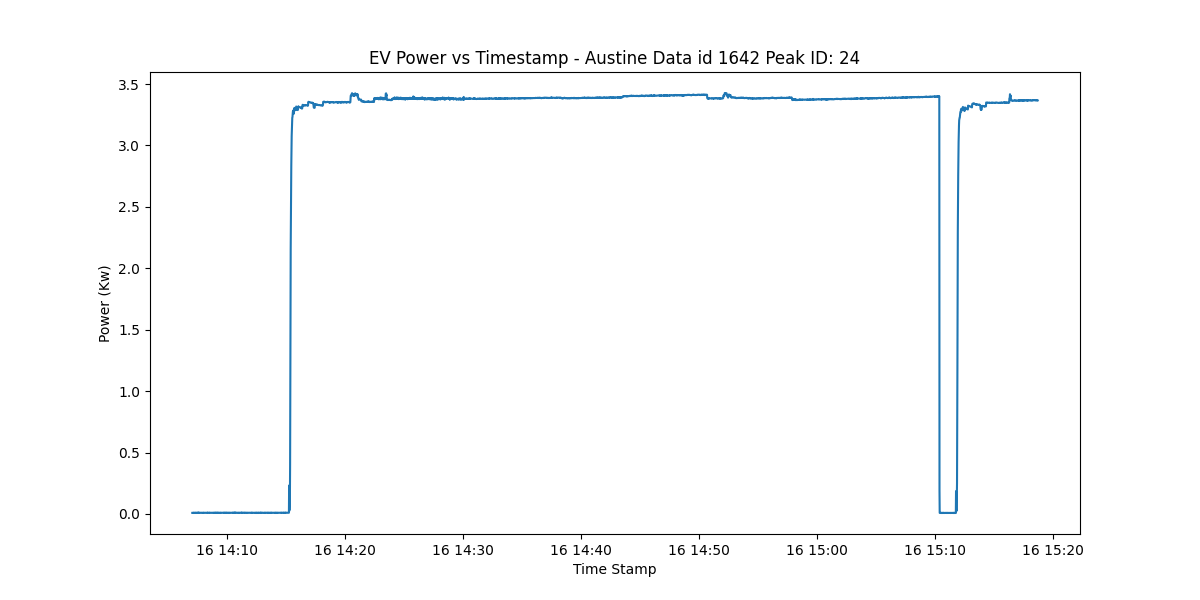 EV Power vs Timestamp - Austine Data id 1642 Peak ID: 24
Power (Kw)
3.5
3.0
2.5
2.0
1.5
1.0
0.5
0.0
16 14:10 16 14:20 16 14:30 16 14:40 16 14:50 16 15:00 16 15:10 16 15:20
Time Stamp